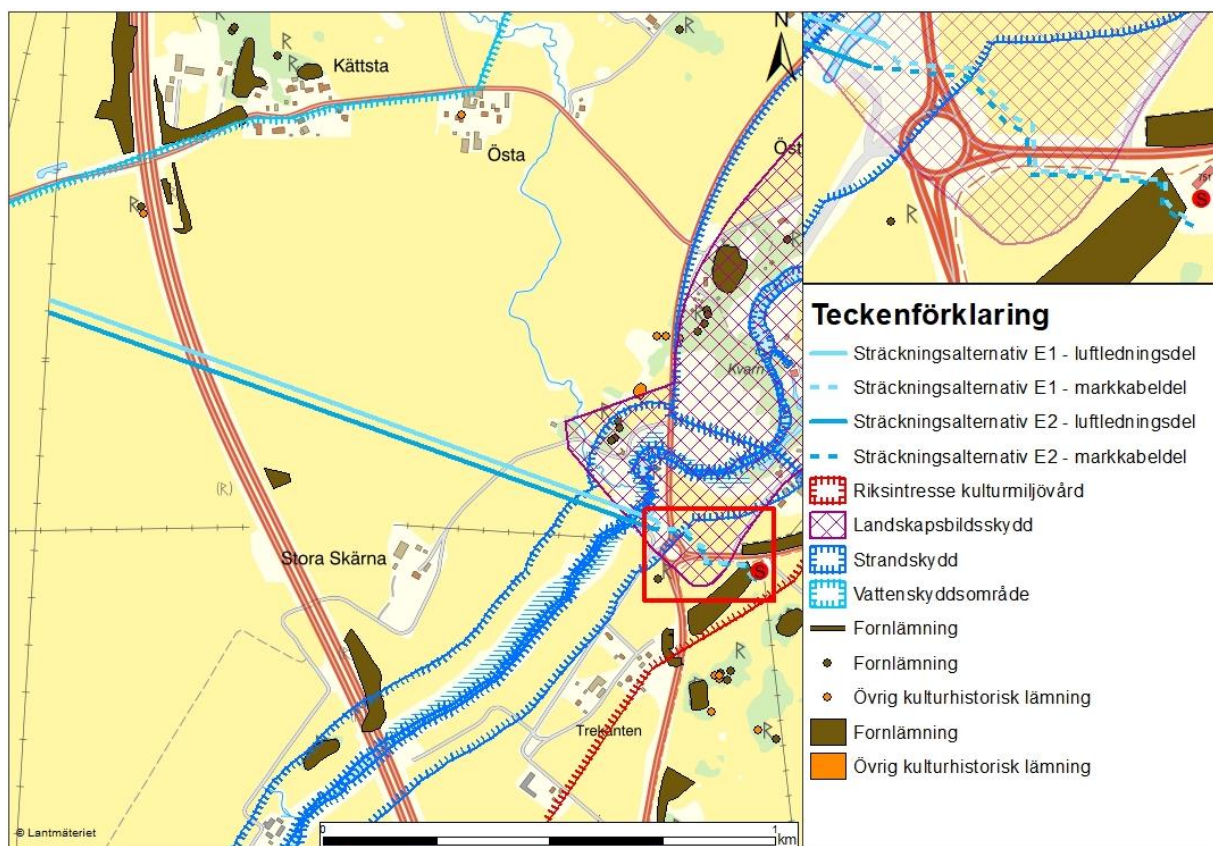 N
R
R
R
Kättsta
Östa
Öst
R
R
Kvarn
R
(R)
Stora Skärna
R
R
R
Trekanten
R
S
© Lantmäteriet
0
1
km
R
751
S
Teckenförklaring
Sträckningsalternativ E1 - luftledningsdel
Sträckningsalternativ E1 - markkabeldel
Sträckningsalternativ E2 - luftledningsdel
Sträckningsalternativ E2 - markkabeldel
Riksintresse kulturmiljövård
Landskapsbildsskydd
Strandskydd
Vattenskyddsområde
Fornlämning
Fornlämning
Övrig kulturhistorisk lämning
Fornlämning
Övrig kulturhistorisk lämning